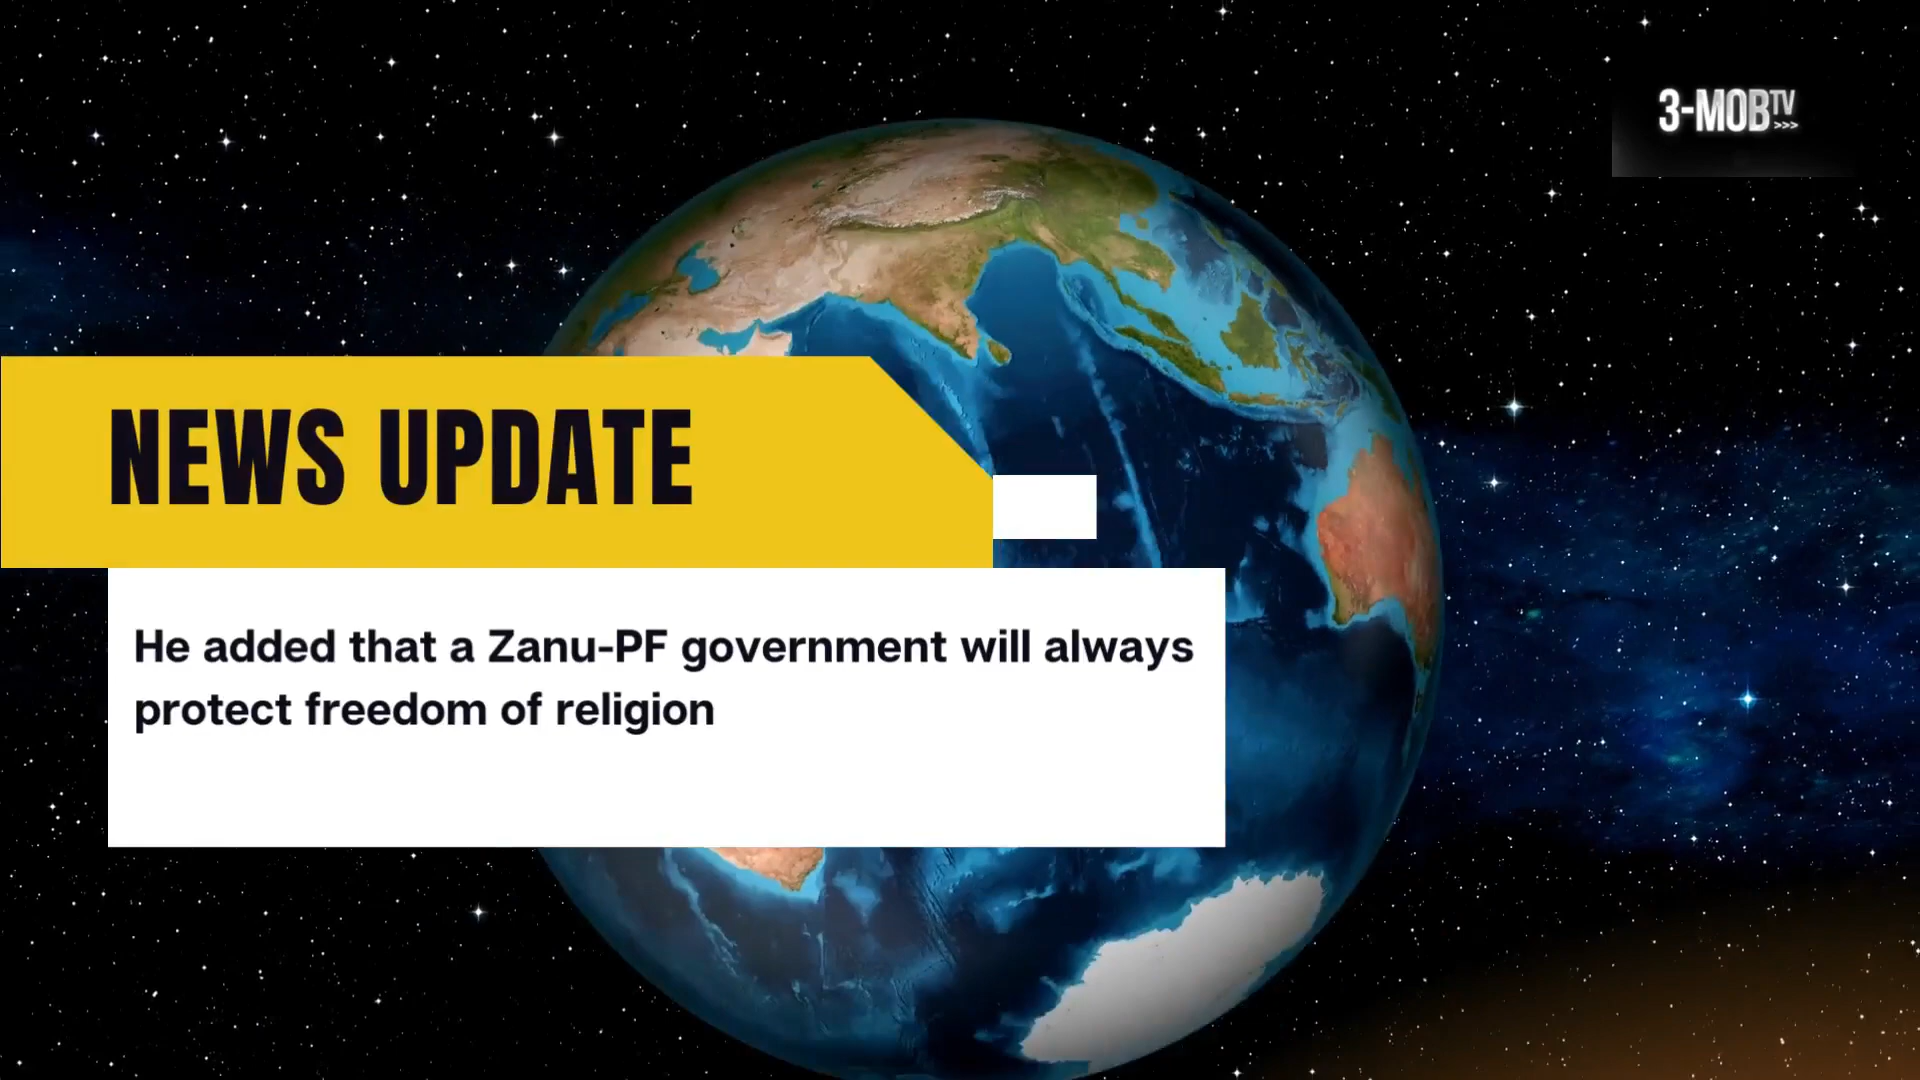 3-MOBTV
>>>
NEWS UPDATE
He added that a Zanu-PF government will always
protect freedom of religion